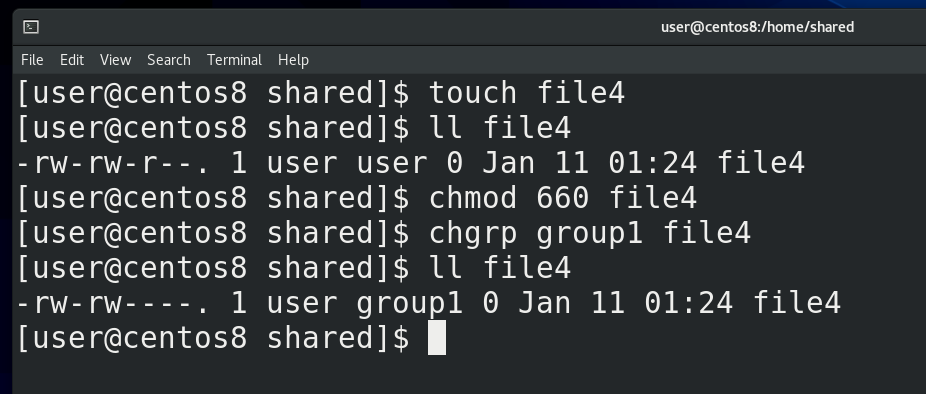 user@centos8:/home/shared
File Edit View Search Terminal Help
[user@centos8 shared]$ touch file4
[user@centos8 shared]$ ll file4
-rw-rw-r--. 1 user user 0 Jan 11 01:24 file4
[user@centos8 shared]$ chmod 660 file4
[user@centos8 shared]$ chgrp group1 file4
[user@centos8 shared]$ ll file4
-rw-rw----. 1 user group1 0 Jan 11 01:24 file4
[user@centos8 shared]$